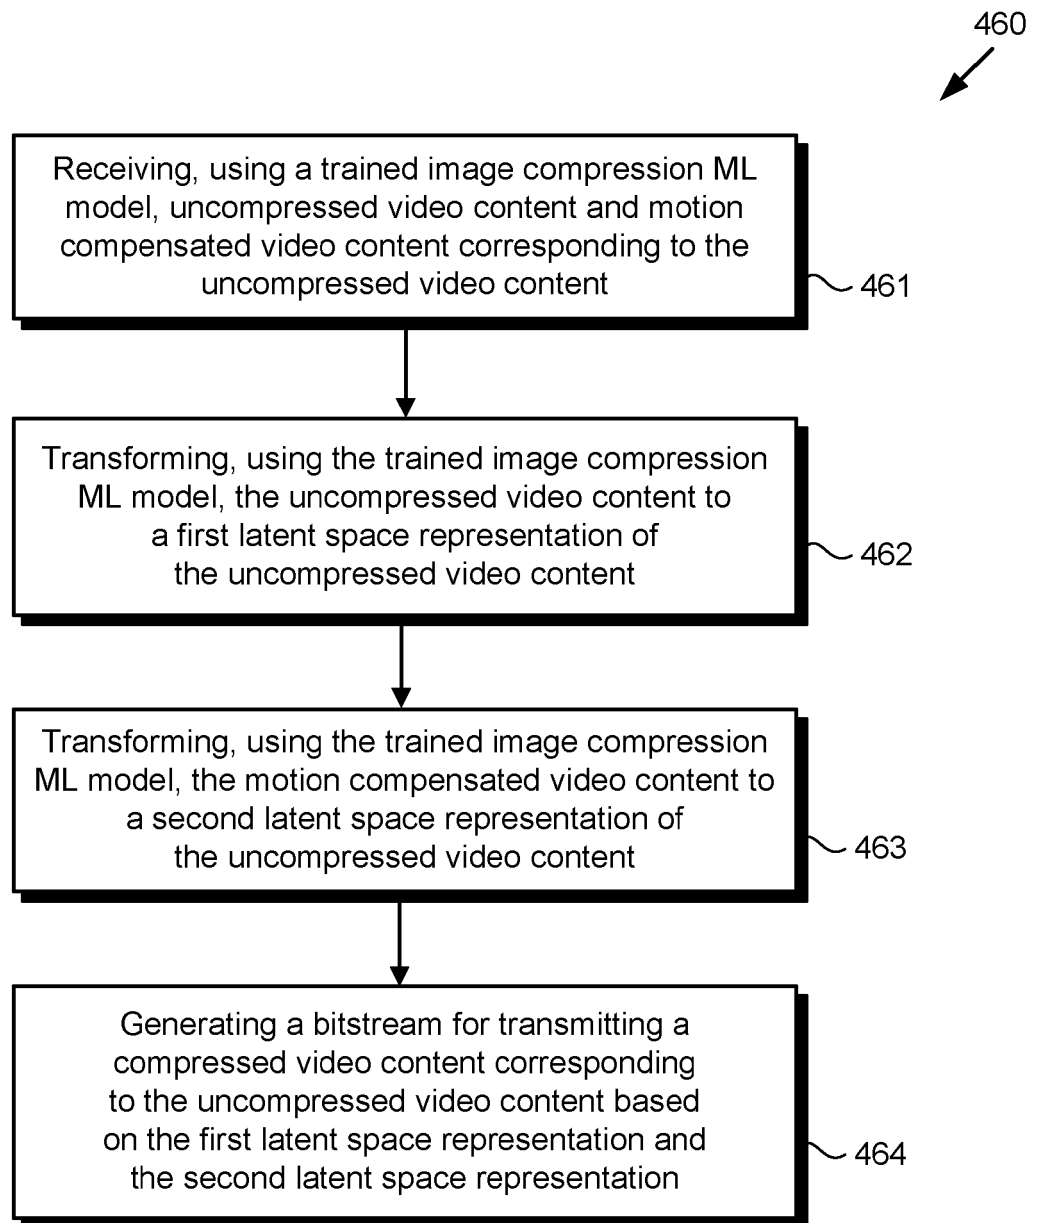 460
Receiving, using a trained image compression ML
model, uncompressed video content and motion
compensated video content corresponding to the
uncompressed video content
461
Transforming, using the trained image compression
ML model, the uncompressed video content to
a first latent space representation of
the uncompressed video content
462
Transforming, using the trained image compression
ML model, the motion compensated video content to
a second latent space representation of
the uncompressed video content
463
Generating a bitstream for transmitting a
compressed video content corresponding
to the uncompressed video content based
on the first latent space representation and
the second latent space representation
464